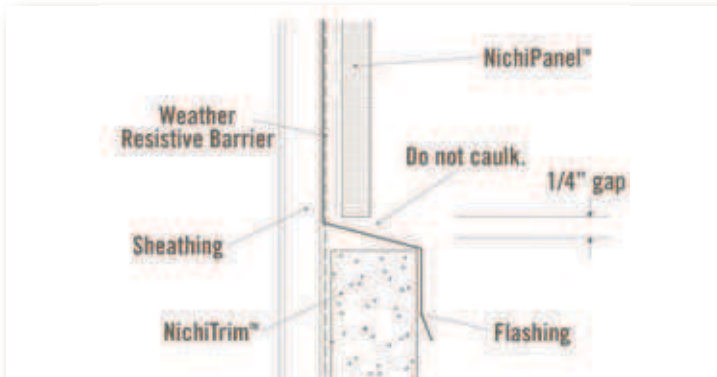 NichiPanel™
Weather
Resistive Barrier
Do not caulk.
1/4" gap
Sheathing
NichiTrim™
Flashing